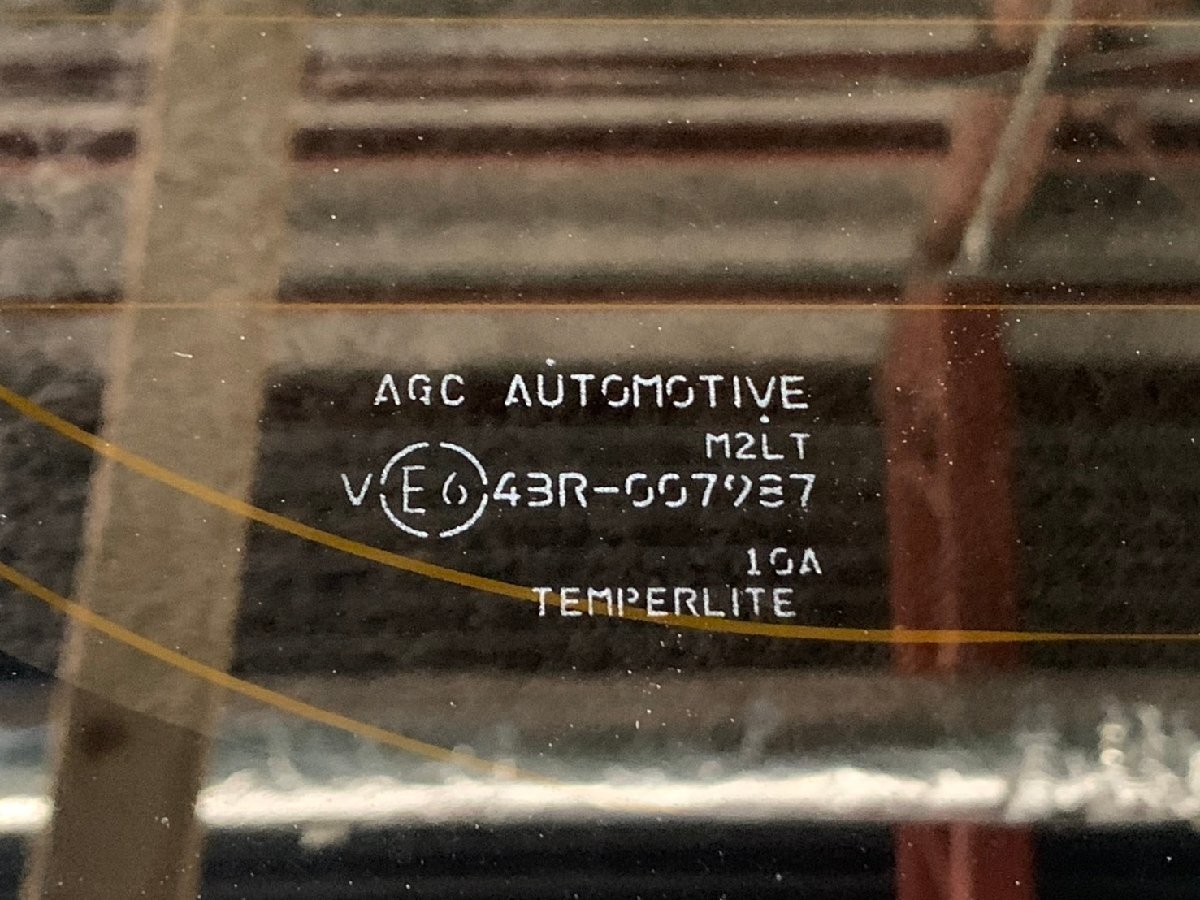 AGC AUTOMOTIVE
M2LT
V E6 43R-007987
10A
TEMPERLITE